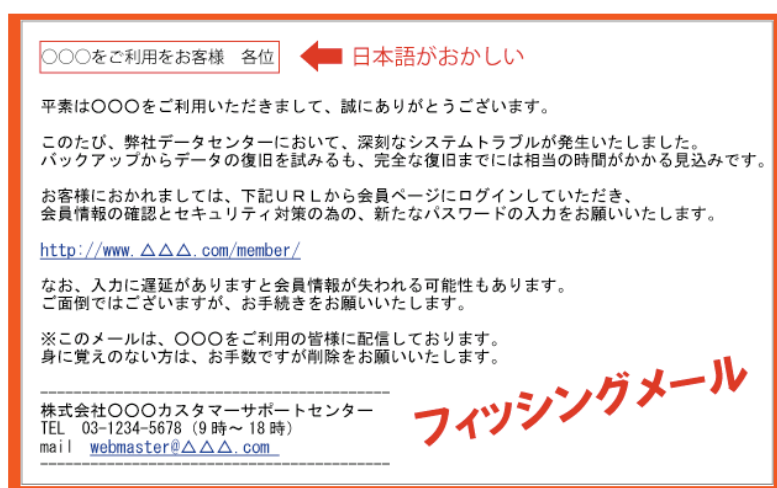 〇〇〇をご利用をお客様　各位
日本語がおかしい
平素は〇〇〇をご利用いただきまして、誠にありがとうございます。
このたび、弊社データセンターにおいて、深刻なシステムトラブルが発生いたしました。
バックアップからデータの復旧を試みるも、完全な復旧までには相当の時間がかかる見込みです。
お客様におかれましては、下記ＵＲＬから会員ページにログインしていただき、
会員情報の確認とセキュリティ対策の為の、新たなパスワードの入力をお願いいたします。
http://www.△△△.com/member/
なお、入力に遅延がありますと会員情報が失われる可能性もあります。
ご面倒ではございますが、お手続きをお願いいたします。
※このメールは、〇〇〇をご利用の皆様に配信しております。
身に覚えのない方は、お手数ですが削除をお願いいたします。
----------------------------------------
株式会社〇〇〇カスタマーサポートセンター
TEL　03-1234-5678（9時～18時）
mail　webmaster@△△△.com
----------------------------------------
フィッシングメール